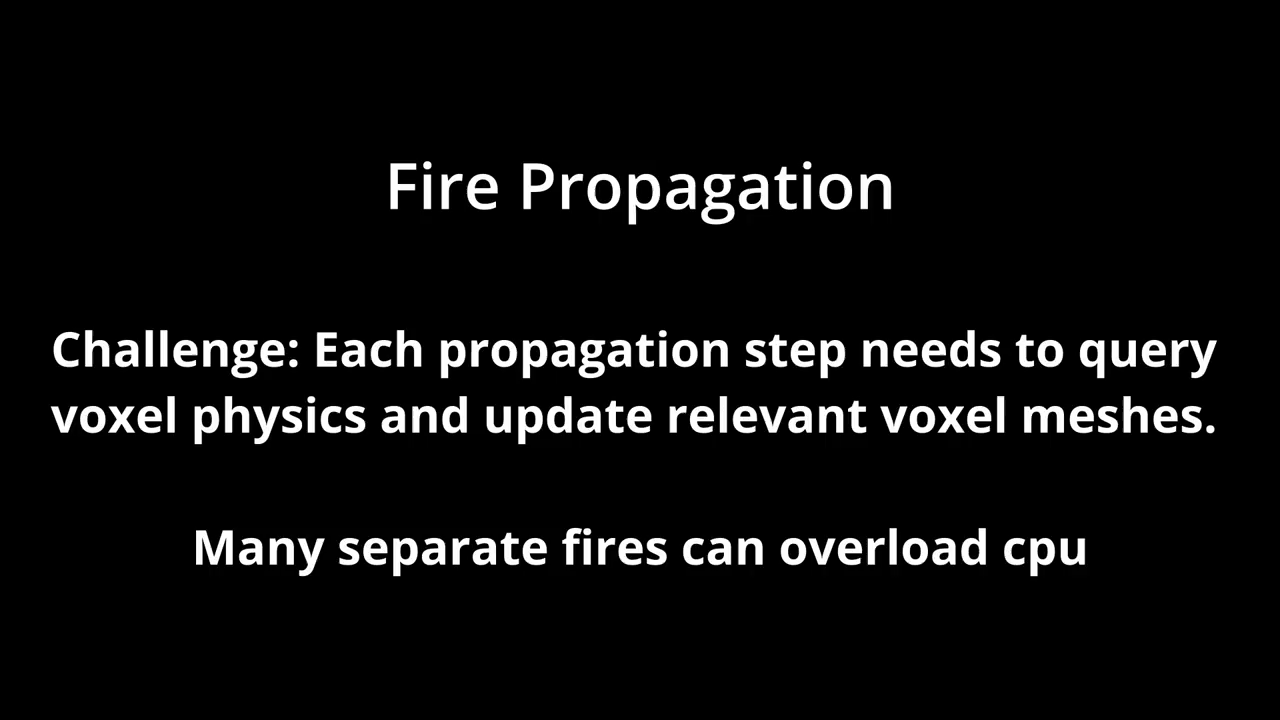 Fire Propagation
Challenge: Each propagation step needs to query
voxel physics and update relevant voxel meshes.
Many separate fires can overload cpu